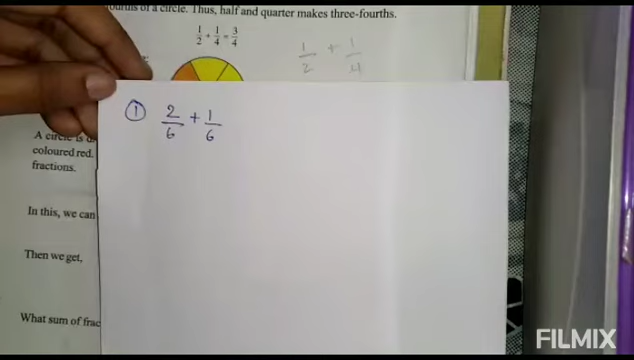 ourths of a circle. Thus, half and quarter makes three-fourths.
1/2 + 1/4 = 3/4
1/2 + 1/4
① 2/6 + 1/6
A circle is
coloured red.
fractions.
In this, we can
Then we get,
What sum of frac
FILMIX